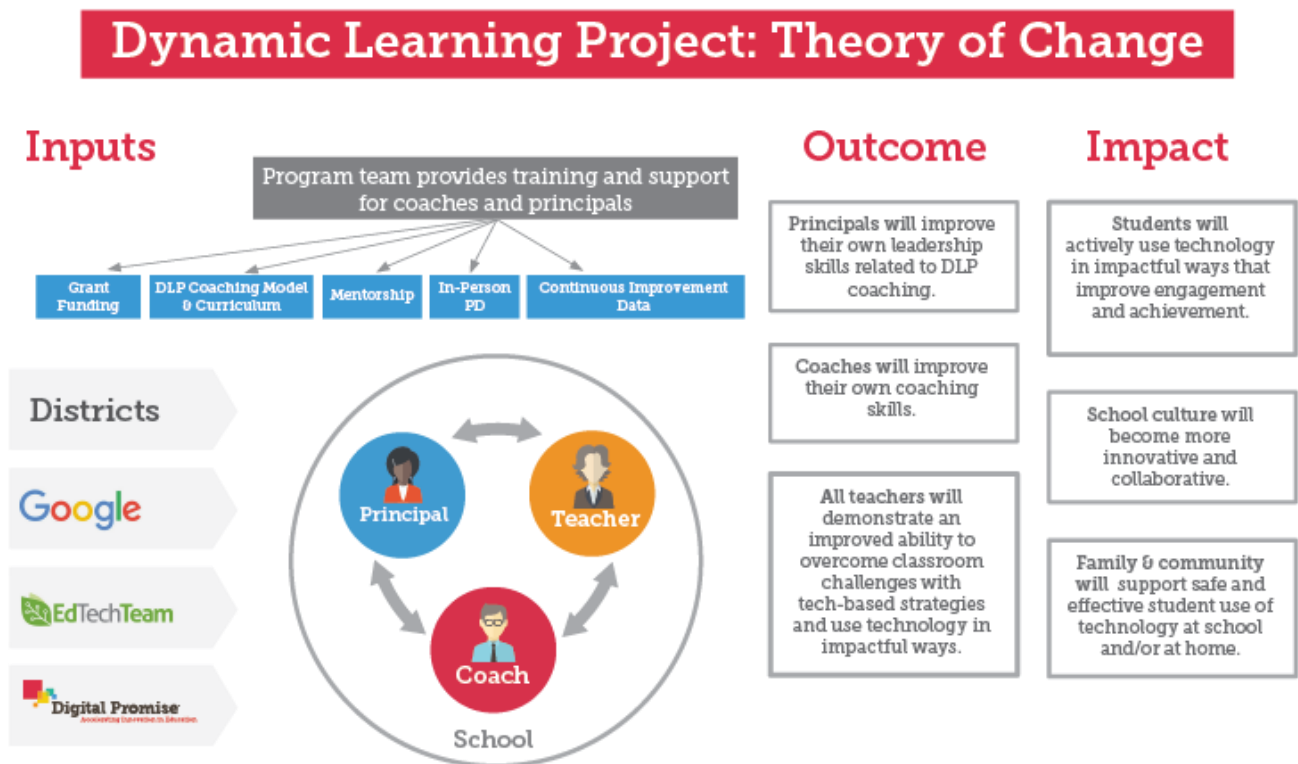 Dynamic Learning Project: Theory of Change
Inputs
Program team provides training and support
for coaches and principals
Grant
Funding
DLP Coaching Model
& Curriculum
Mentorship
In-Person
PD
Continuous Improvement
Data
Districts
Google
EdTechTeam
Digital Promise
Accelerating Innovation in Education
Principal
Teacher
Coach
School
Outcome
Principals will improve
their own leadership
skills related to DLP
coaching.
Coaches will improve
their own coaching
skills.
All teachers will
demonstrate an
improved ability to
overcome classroom
challenges with
tech-based strategies
and use technology in
impactful ways.
Impact
Students will
actively use technology
in impactful ways that
improve engagement
and achievement.
School culture will
become more
innovative and
collaborative.
Family & community
will support safe and
effective student use of
technology at school
and/or at home.